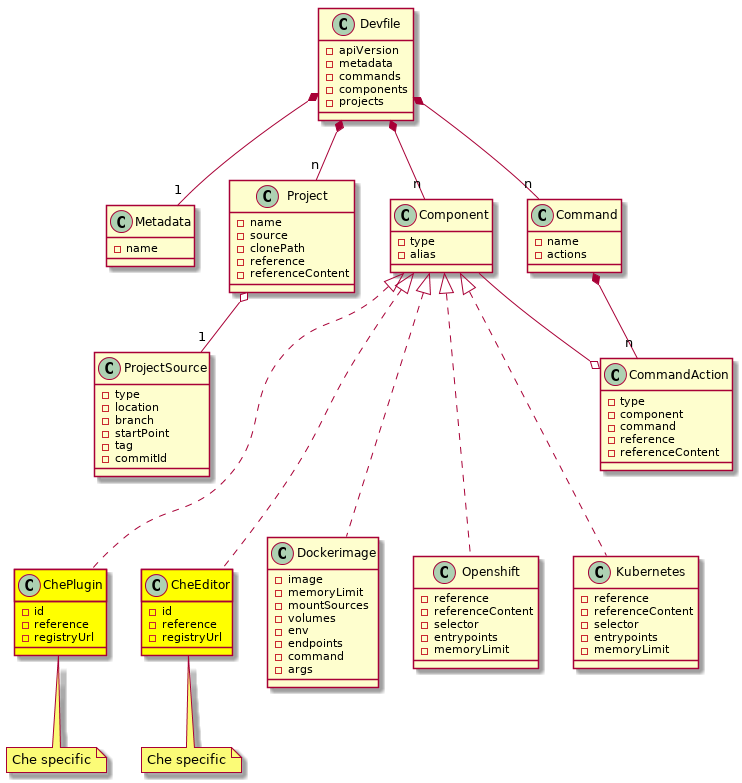 C Devfile
apiVersion
metadata
commands
components
projects
1
n
n
n
C Metadata
name
C Project
name
source
clonePath
reference
referenceContent
C Component
type
alias
C Command
name
actions
1
n
C ProjectSource
type
location
branch
startPoint
tag
commitId
C CommandAction
type
component
command
reference
referenceContent
C ChePlugin
id
reference
registryUrl
C CheEditor
id
reference
registryUrl
C Dockerimage
image
memoryLimit
mountSources
volumes
env
endpoints
command
args
C Openshift
reference
referenceContent
selector
entrypoints
memoryLimit
C Kubernetes
reference
referenceContent
selector
entrypoints
memoryLimit
Che specific
Che specific